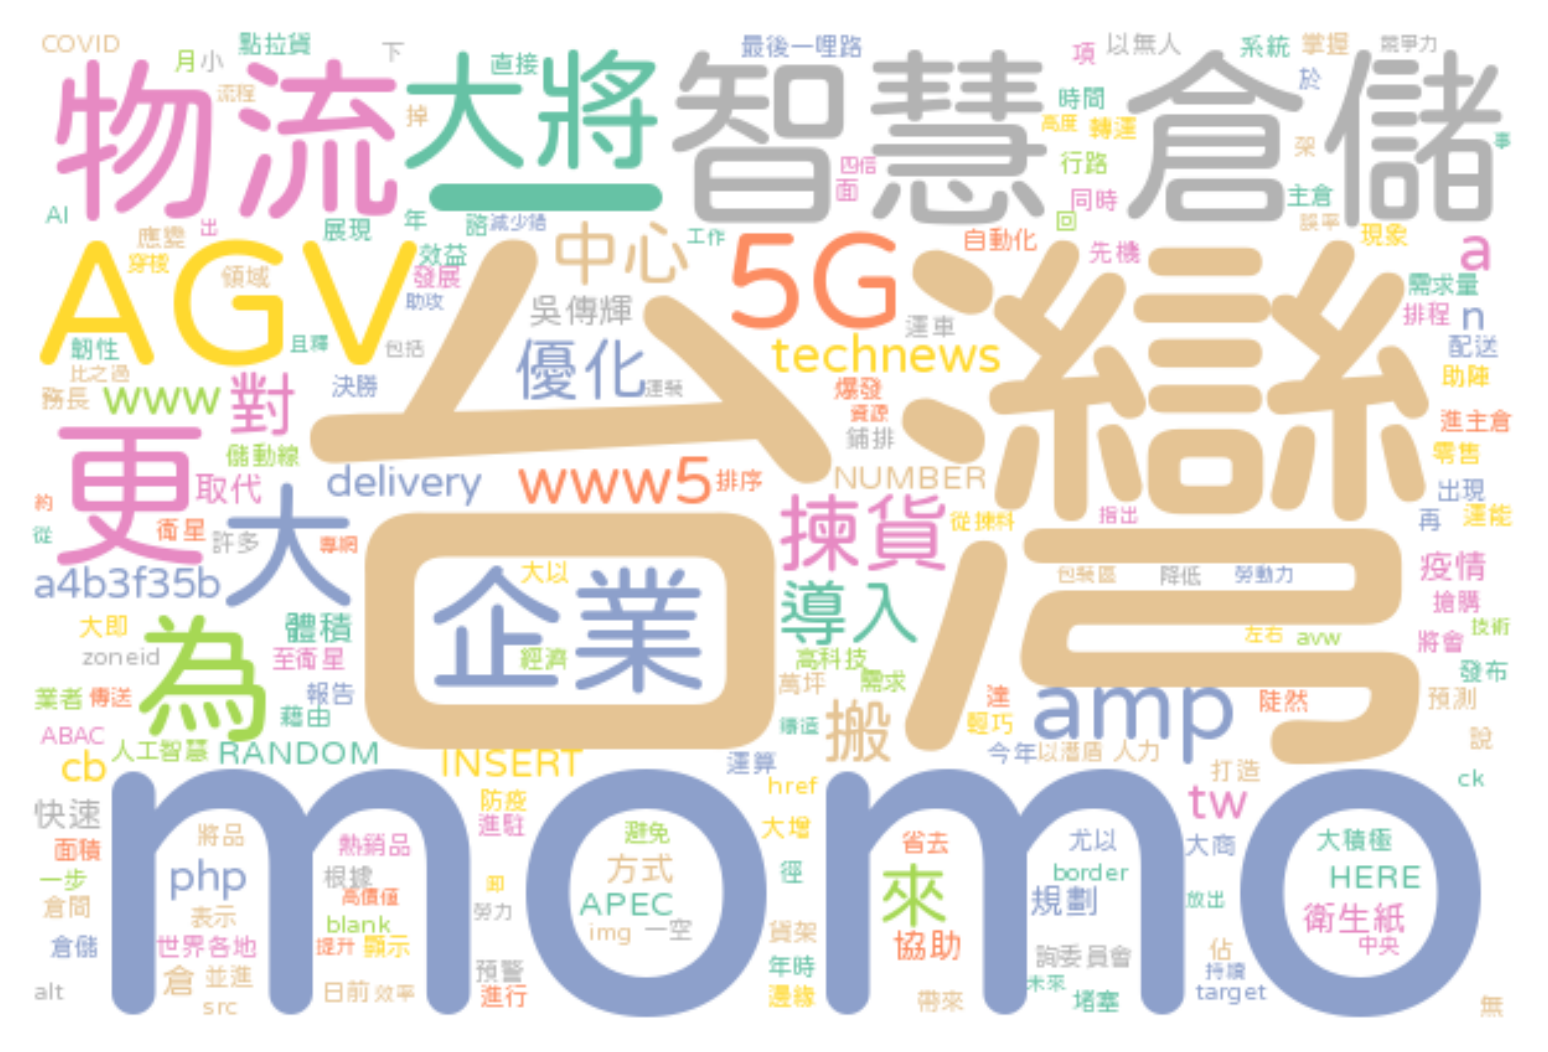 COVID
點拉貨
下
最後一哩路
項
以無人
系統
掌握
競爭力
月
小
直接
於
物流
流程
大將
掉
智慧
倉儲
時間
高度
轉運
四信
面
行路
架
事
同時
主倉
AI
出
年
諮
減少錯
回
誤率
應變
展現
中心
工作
5G
自動化
先機
現象
a
穿梭
AGV
領域
效益
發展
助攻
吳傳輝
台灣
運車
需求量
排程
n
韌性
且釋
包括
優化
technews
配送
比之過
務長
www
對
決勝
運裝
爆發
資源
助陣
儲動線
鋪排
進主倉
零售
更
取代
delivery
www5
排序
NUMBER
出現
約
從
衛星
許多
大
專網
揀貨
從揀料
指出
再
運能
a4b3f35b
大以
企業
包裝區
降低
勞動力
疫情
搶購
大即
為
體積
導入
左右
avw
將會
技術
zoneid
至衛星
經濟
高科技
發布
業者
傳送
報告
萬坪
需求
達
amp
陡然
預測
藉由
搬
輕巧
ABAC
人工智慧
RANDOM
INSERT
運算
今年
以潛盾
人力
說
cb
href
打造
ck
快速
momo
防疫
進駐
tw
面積
將品
熱銷品
避免
大增
省去
尤以
大商
大積極
一步
php
根據
高價值
卸
方式
徑
來
border
HERE
倉間
表示
blank
勞力
APEC
規劃
放出
衛生紙
倉儲
世界各地
提升
顯示
img
一空
貨架
協助
詢委員會
佔
中央
倉
並進
預警
年時
持續
未來
alt
src
日前
效率
進行
邊緣
帶來
堵塞
target
無